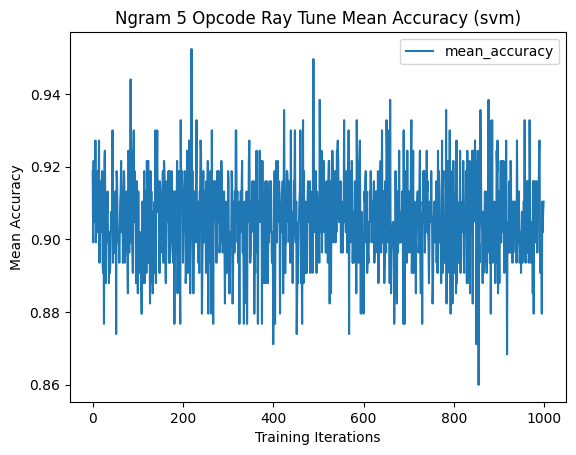 Ngram 5 Opcode Ray Tune Mean Accuracy (svm)
mean_accuracy
Mean Accuracy
0.94
0.92
0.90
0.88
0.86
0 200 400 600 800 1000
Training Iterations